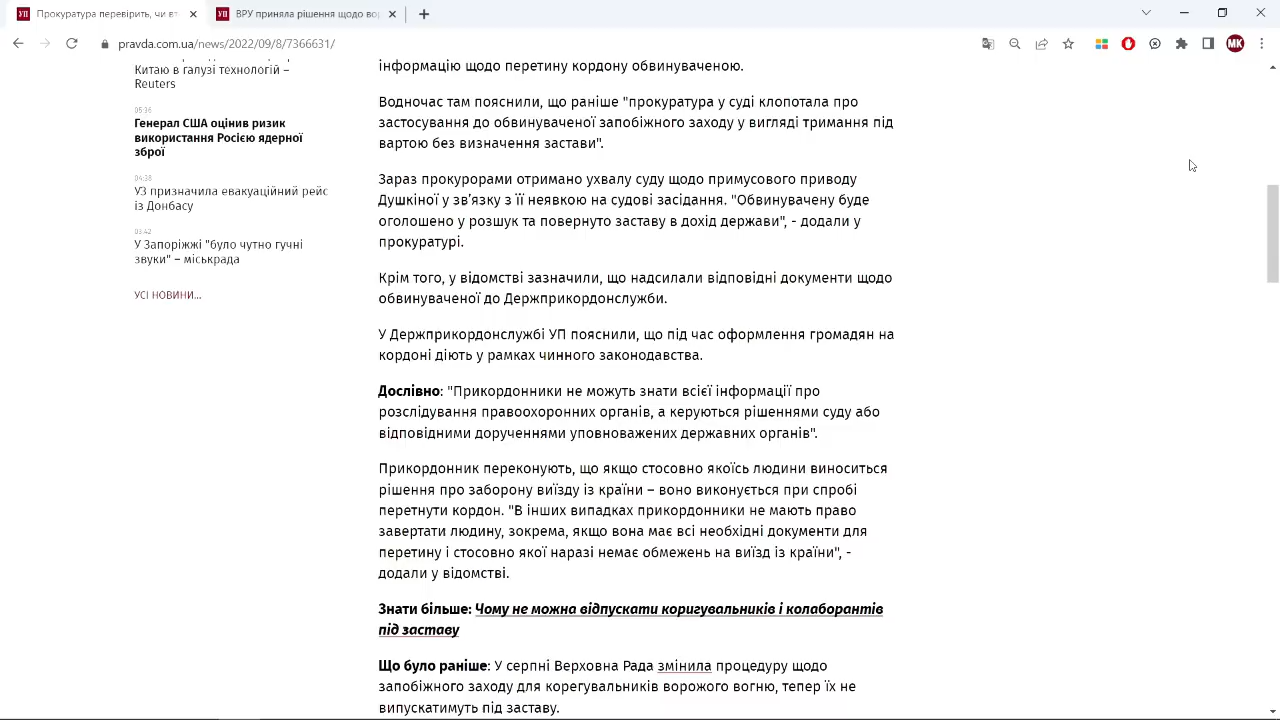 Прокуратура перевірить, чи вт
ВРУ приняла рішення щодо вор
pravda.com.ua/news/2022/09/8/7366631/
MK
Китаю в галузі технологій –
Reuters
05:36
Генерал США оцінив ризик
використання Росією ядерної
зброї
04:38
УЗ призначила евакуаційний рейс
із Донбасу
03:42
У Запоріжжі "було чутно гучні
звуки" – міськрада
УСІ НОВИНИ...
інформацію щодо перетину кордону обвинуваченою.
Водночас там пояснили, що раніше "прокуратура у суді клопотала про
застосування до обвинуваченої запобіжного заходу у вигляді тримання під
вартою без визначення застави".
Зараз прокурорами отримано ухвалу суду щодо примусового приводу
Душкіної у зв’язку з її неявкою на судові засідання. "Обвинувачену буде
оголошено у розшук та повернуто заставу в дохід держави", - додали у
прокуратурі.
Крім того, у відомстві зазначили, що надсилали відповідні документи щодо
обвинуваченої до Держприкордонслужби.
У Держприкордонслужбі УП пояснили, що під час оформлення громадян на
кордоні діють у рамках чинного законодавства.
Дослівно: "Прикордонники не можуть знати всієї інформації про
розслідування правоохоронних органів, а керуються рішеннями суду або
відповідними дорученнями уповноважених державних органів".
Прикордонник переконують, що якщо стосовно якоїсь людини виноситься
рішення про заборону виїзду із країни – воно виконується при спробі
перетнути кордон. "В інших випадках прикордонники не мають право
завертати людину, зокрема, якщо вона має всі необхідні документи для
перетину і стосовно якої наразі немає обмежень на виїзд із країни", -
додали у відомстві.
Знати більше: Чому не можна відпускати коригувальників і колаборантів
під заставу
Що було раніше: У серпні Верховна Рада змінила процедуру щодо
запобіжного заходу для корегувальників ворожого вогню, тепер їх не
випускатимуть під заставу.